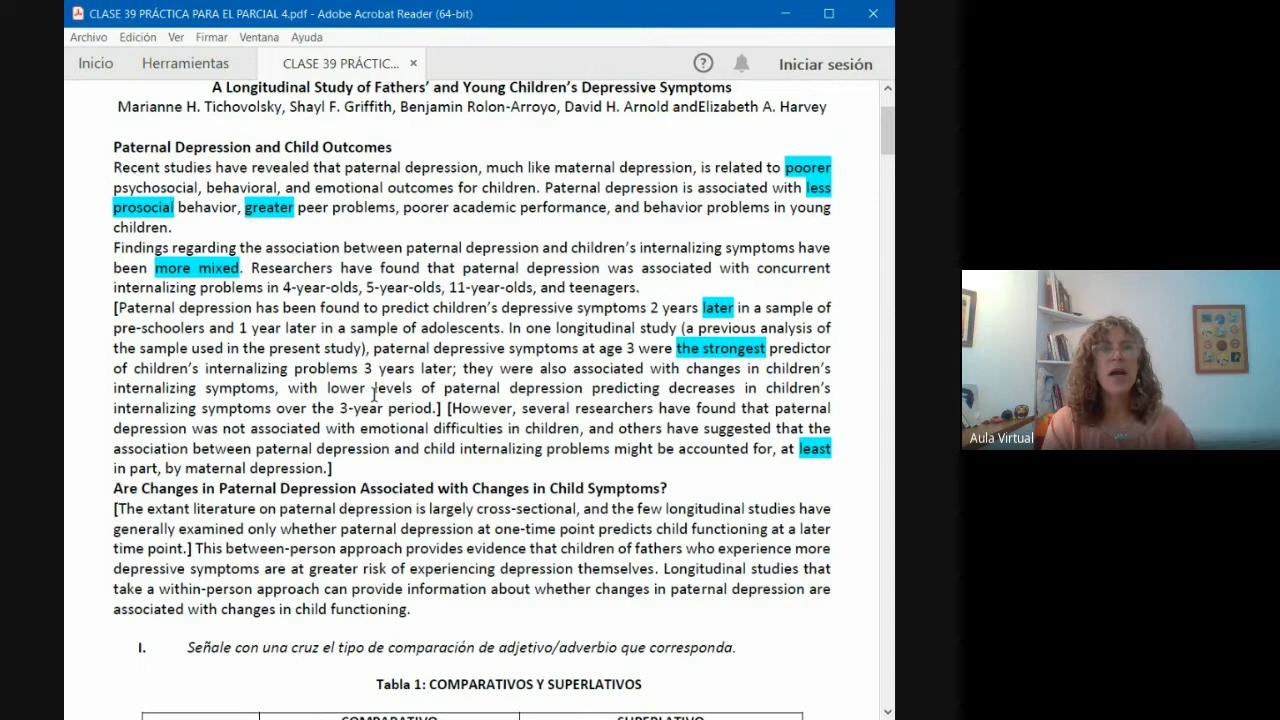 CLASE 39 PRÁCTICA PARA EL PARCIAL 4.pdf - Adobe Acrobat Reader (64-bit)
Archivo Edición Ver Firmar Ventana Ayuda
Inicio Herramientas CLASE 39 PRÁCTIC... × Iniciar sesión
A Longitudinal Study of Fathers' and Young Children's Depressive Symptoms
Marianne H. Tichovolsky, Shayl F. Griffith, Benjamin Rolon-Arroyo, David H. Arnold andElizabeth A. Harvey
Paternal Depression and Child Outcomes
Recent studies have revealed that paternal depression, much like maternal depression, is related to poorer
psychosocial, behavioral, and emotional outcomes for children. Paternal depression is associated with less
prosocial behavior, greater peer problems, poorer academic performance, and behavior problems in young
children.
Findings regarding the association between paternal depression and children's internalizing symptoms have
been more mixed. Researchers have found that paternal depression was associated with concurrent
internalizing problems in 4-year-olds, 5-year-olds, 11-year-olds, and teenagers.
[Paternal depression has been found to predict children's depressive symptoms 2 years later in a sample of
pre-schoolers and 1 year later in a sample of adolescents. In one longitudinal study (a previous analysis of
the sample used in the present study), paternal depressive symptoms at age 3 were the strongest predictor
of children's internalizing problems 3 years later; they were also associated with changes in children's
internalizing symptoms, with lower levels of paternal depression predicting decreases in children's
internalizing symptoms over the 3-year period.] [However, several researchers have found that paternal
depression was not associated with emotional difficulties in children, and others have suggested that the
association between paternal depression and child internalizing problems might be accounted for, at least
in part, by maternal depression.]
Are Changes in Paternal Depression Associated with Changes in Child Symptoms?
[The extant literature on paternal depression is largely cross-sectional, and the few longitudinal studies have
generally examined only whether paternal depression at one-time point predicts child functioning at a later
time point.] This between-person approach provides evidence that children of fathers who experience more
depressive symptoms are at greater risk of experiencing depression themselves. Longitudinal studies that
take a within-person approach can provide information about whether changes in paternal depression are
associated with changes in child functioning.
I. Señale con una cruz el tipo de comparación de adjetivo/adverbio que corresponda.
Tabla 1: COMPARATIVOS Y SUPERLATIVOS
COMPARATIVO SUPERLATIVO
Aula Virtual